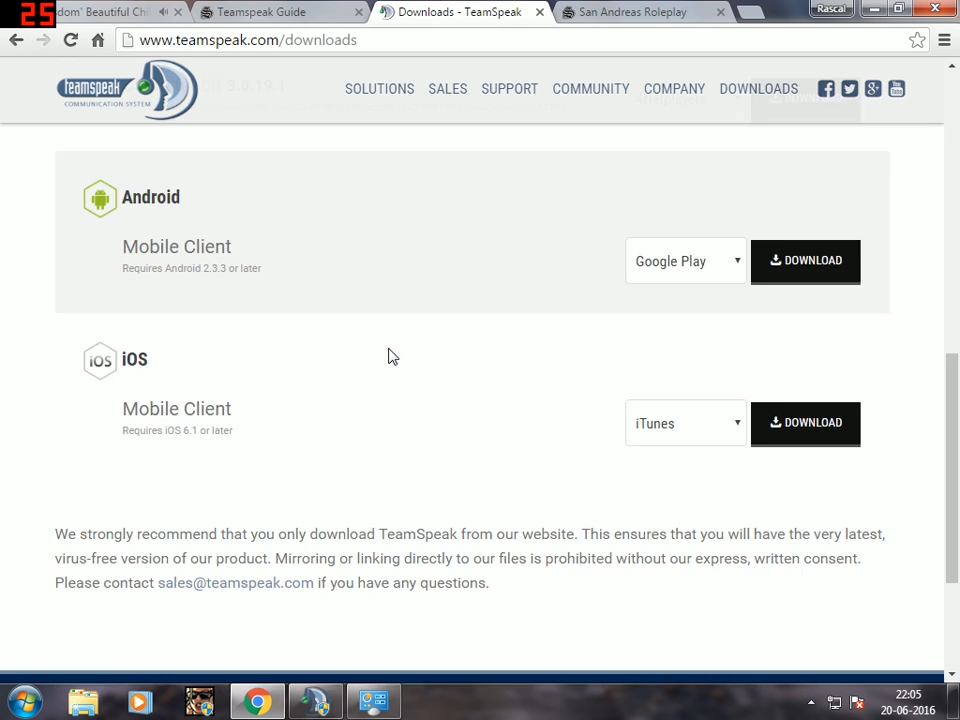 25
dom' Beautiful Chi
Teamspeak Guide
Downloads - TeamSpeak
San Andreas Roleplay
Rascal
www.teamspeak.com/downloads
teamspeak
COMMUNICATION SYSTEM
3.0.19.1
SOLUTIONS SALES SUPPORT COMMUNITY COMPANY DOWNLOADS
Android
Mobile Client
Requires Android 2.3.3 or later
Google Play
DOWNLOAD
iOS iOS
Mobile Client
Requires iOS 6.1 or later
iTunes
DOWNLOAD
We strongly recommend that you only download TeamSpeak from our website. This ensures that you will have the very latest,
virus-free version of our product. Mirroring or linking directly to our files is prohibited without our express, written consent.
Please contact sales@teamspeak.com if you have any questions.
22:05
20-06-2016